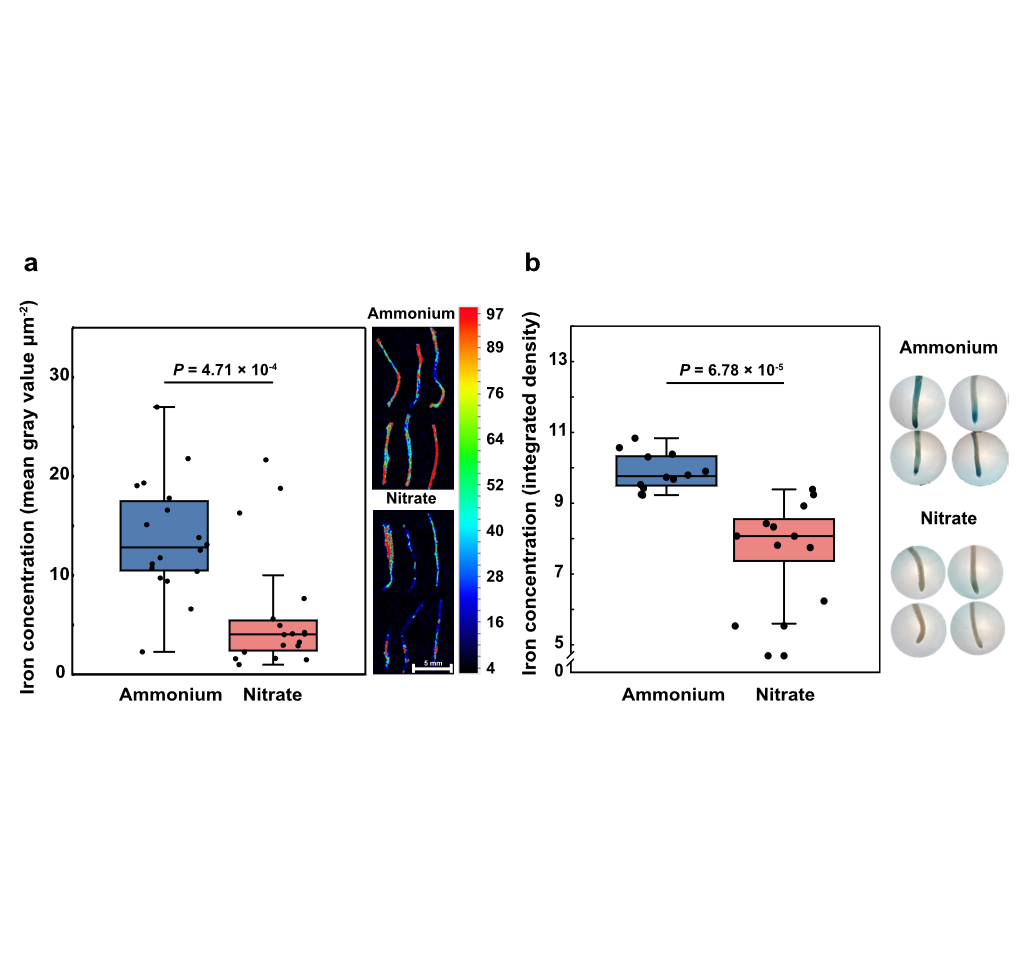 a
Iron concentration (mean gray value µm-2)
30
20
10
0
P = 4.71 × 10-4
Ammonium
Nitrate
Ammonium
Nitrate
5 mm
97
89
76
64
52
40
28
16
4
b
Iron concentration (integrated density)
13
11
9
7
5
0
P = 6.78 × 10-5
Ammonium
Nitrate
Ammonium
Nitrate